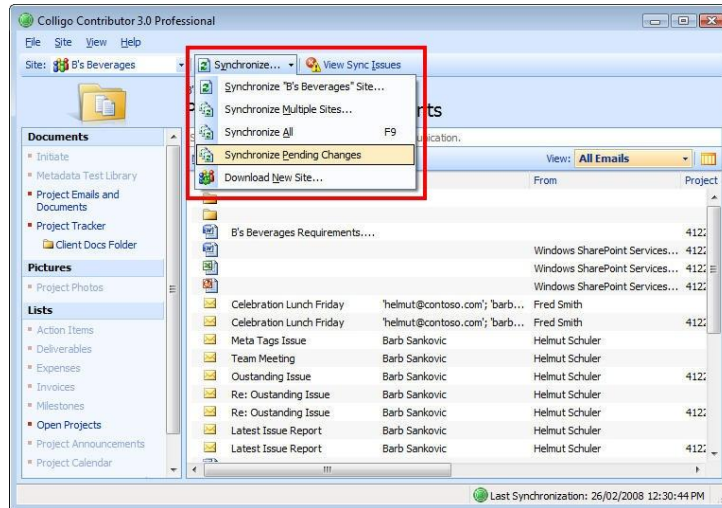 Colligo Contributor 3.0 Professional
File Site View Help
Site: B's Beverages Synchronize... View Sync Issues
Synchronize "B's Beverages" Site...
Synchronize Multiple Sites...
Synchronize All F9
Synchronize Pending Changes
Download New Site...
nts
View: All Emails
From Project
Documents
Initiate
Metadata Test Library
Project Emails and
Documents
Project Tracker
Client Docs Folder
Pictures
Project Photos
Lists
Action Items
Deliverables
Expenses
Invoices
Milestones
Open Projects
Project Announcements
Project Calendar
B's Beverages Requirements.... 4122
Windows SharePoint Services... 4122
Windows SharePoint Services... 4122
Windows SharePoint Services... 4122
Celebration Lunch Friday 'helmut@contoso.com'; 'barb... Fred Smith
Celebration Lunch Friday 'helmut@contoso.com'; 'barb... Fred Smith 4122
Meta Tags Issue Barb Sankovic Helmut Schuler
Team Meeting Barb Sankovic Helmut Schuler
Oustanding Issue Barb Sankovic Helmut Schuler 4122
Re: Oustanding Issue Barb Sankovic Helmut Schuler
Re: Oustanding Issue Barb Sankovic Helmut Schuler 4122
Latest Issue Report Barb Sankovic Helmut Schuler
Latest Issue Report Barb Sankovic Helmut Schuler 4122
Last Synchronization: 26/02/2008 12:30:44 PM